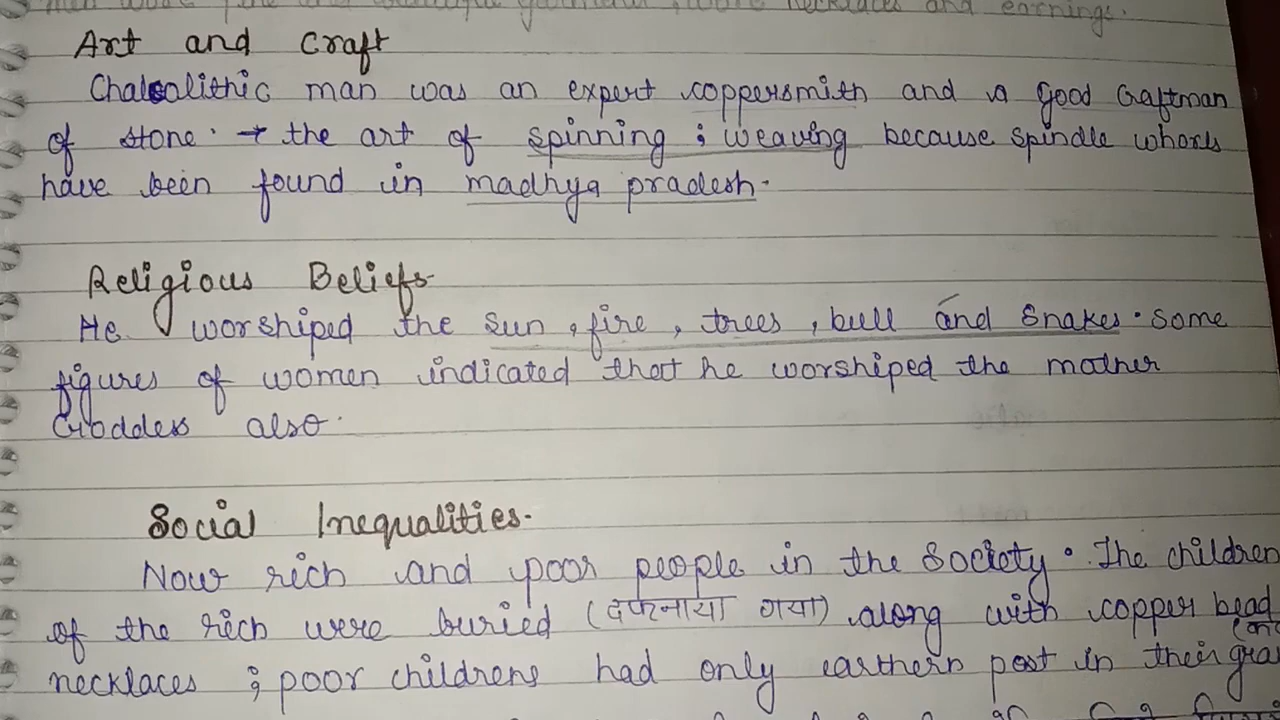 necklaces and earnings.
Art and Craft
Chalcolithic man was an expert coppersmith and a good Craftman
of stone. → the art of spinning ; weaving because spindle whorls
have been found in madhya pradesh.
Religious Beliefs-
He worshiped the sun, fire, trees, bull and Snakes. some
figures of women indicated that he worshiped the mother
Goddess also.
Social Inequalities.
Now rich and poor people in the Society. The children
of the rich were buried (दफनाया गया) along with copper bead
necklaces ; poor childrens had only earthern post in their